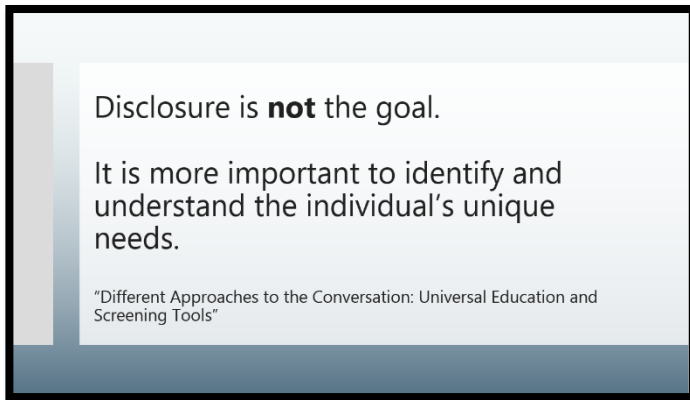 Disclosure is not the goal.
It is more important to identify and
understand the individual's unique
needs.
"Different Approaches to the Conversation: Universal Education and
Screening Tools"